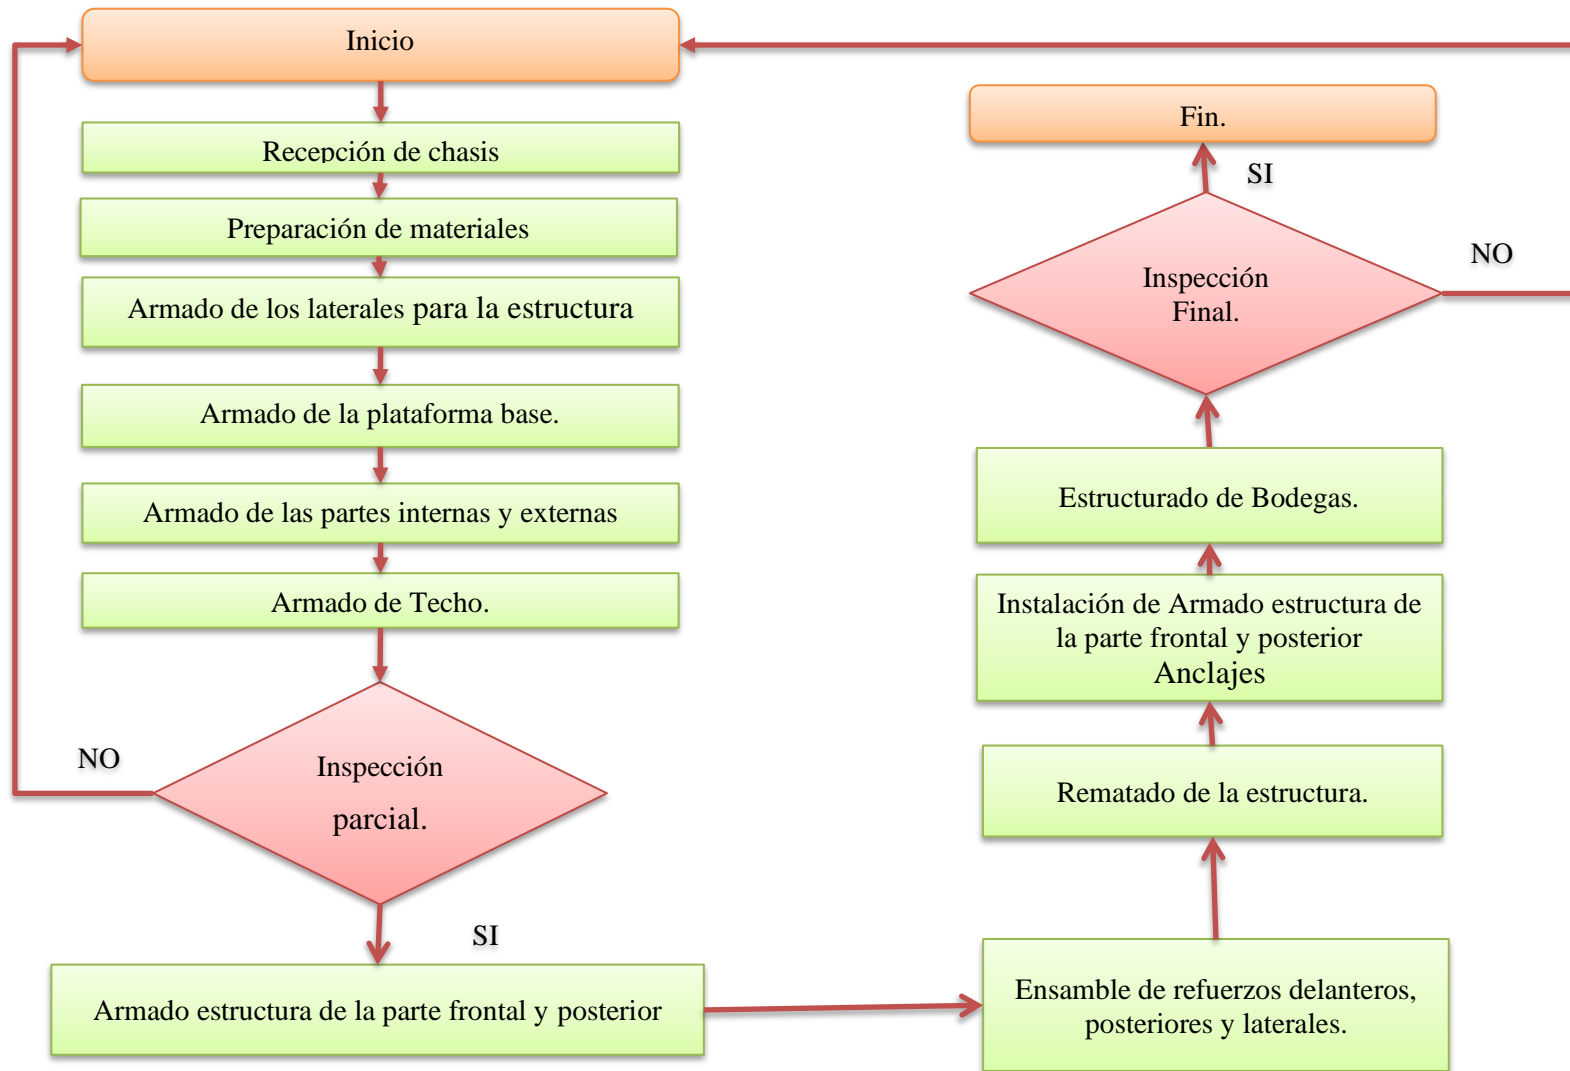 Inicio
Recepción de chasis
Preparación de materiales
Armado de los laterales para la estructura
Armado de la plataforma base.
Armado de las partes internas y externas
Armado de Techo.
NO
Inspección
parcial.
SI
Armado estructura de la parte frontal y posterior
Ensamble de refuerzos delanteros,
posteriores y laterales.
Rematado de la estructura.
Instalación de Armado estructura de
la parte frontal y posterior
Anclajes
Estructurado de Bodegas.
Inspección
Final.
NO
SI
Fin.